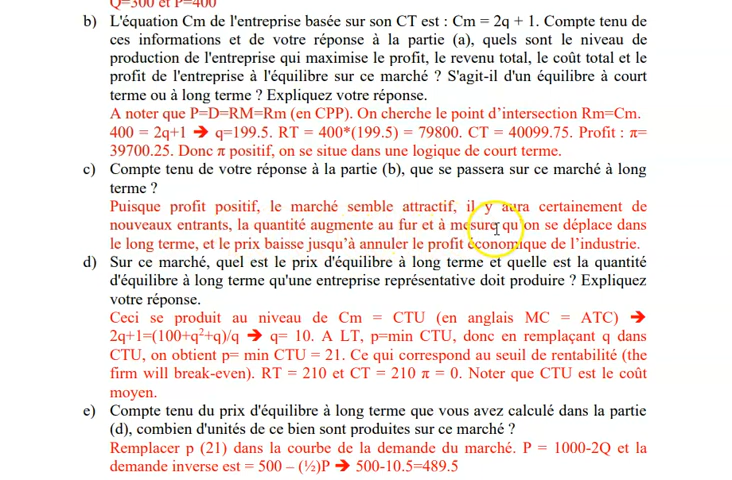 Q=300 et P=400
b) L'équation Cm de l'entreprise basée sur son CT est : Cm = 2q + 1. Compte tenu de
ces informations et de votre réponse à la partie (a), quels sont le niveau de
production de l'entreprise qui maximise le profit, le revenu total, le coût total et le
profit de l'entreprise à l'équilibre sur ce marché ? S'agit-il d'un équilibre à court
terme ou à long terme ? Expliquez votre réponse.
A noter que P=D=RM=Rm (en CPP). On cherche le point d'intersection Rm=Cm.
400 = 2q+1 ➔ q=199.5. RT = 400*(199.5) = 79800. CT = 40099.75. Profit : π=
39700.25. Donc π positif, on se situe dans une logique de court terme.
c) Compte tenu de votre réponse à la partie (b), que se passera sur ce marché à long
terme ?
Puisque profit positif, le marché semble attractif, il y aura certainement de
nouveaux entrants, la quantité augmente au fur et à mesure qu'on se déplace dans
le long terme, et le prix baisse jusqu'à annuler le profit économique de l'industrie.
d) Sur ce marché, quel est le prix d'équilibre à long terme et quelle est la quantité
d'équilibre à long terme qu'une entreprise représentative doit produire ? Expliquez
votre réponse.
Ceci se produit au niveau de Cm = CTU (en anglais MC = ATC) ➔
2q+1=(100+q²+q)/q ➔ q= 10. A LT, p=min CTU, donc en remplaçant q dans
CTU, on obtient p= min CTU = 21. Ce qui correspond au seuil de rentabilité (the
firm will break-even). RT = 210 et CT = 210 π = 0. Noter que CTU est le coût
moyen.
e) Compte tenu du prix d'équilibre à long terme que vous avez calculé dans la partie
(d), combien d'unités de ce bien sont produites sur ce marché ?
Remplacer p (21) dans la courbe de la demande du marché. P = 1000-2Q et la
demande inverse est = 500 – (½)P ➔ 500-10.5=489.5